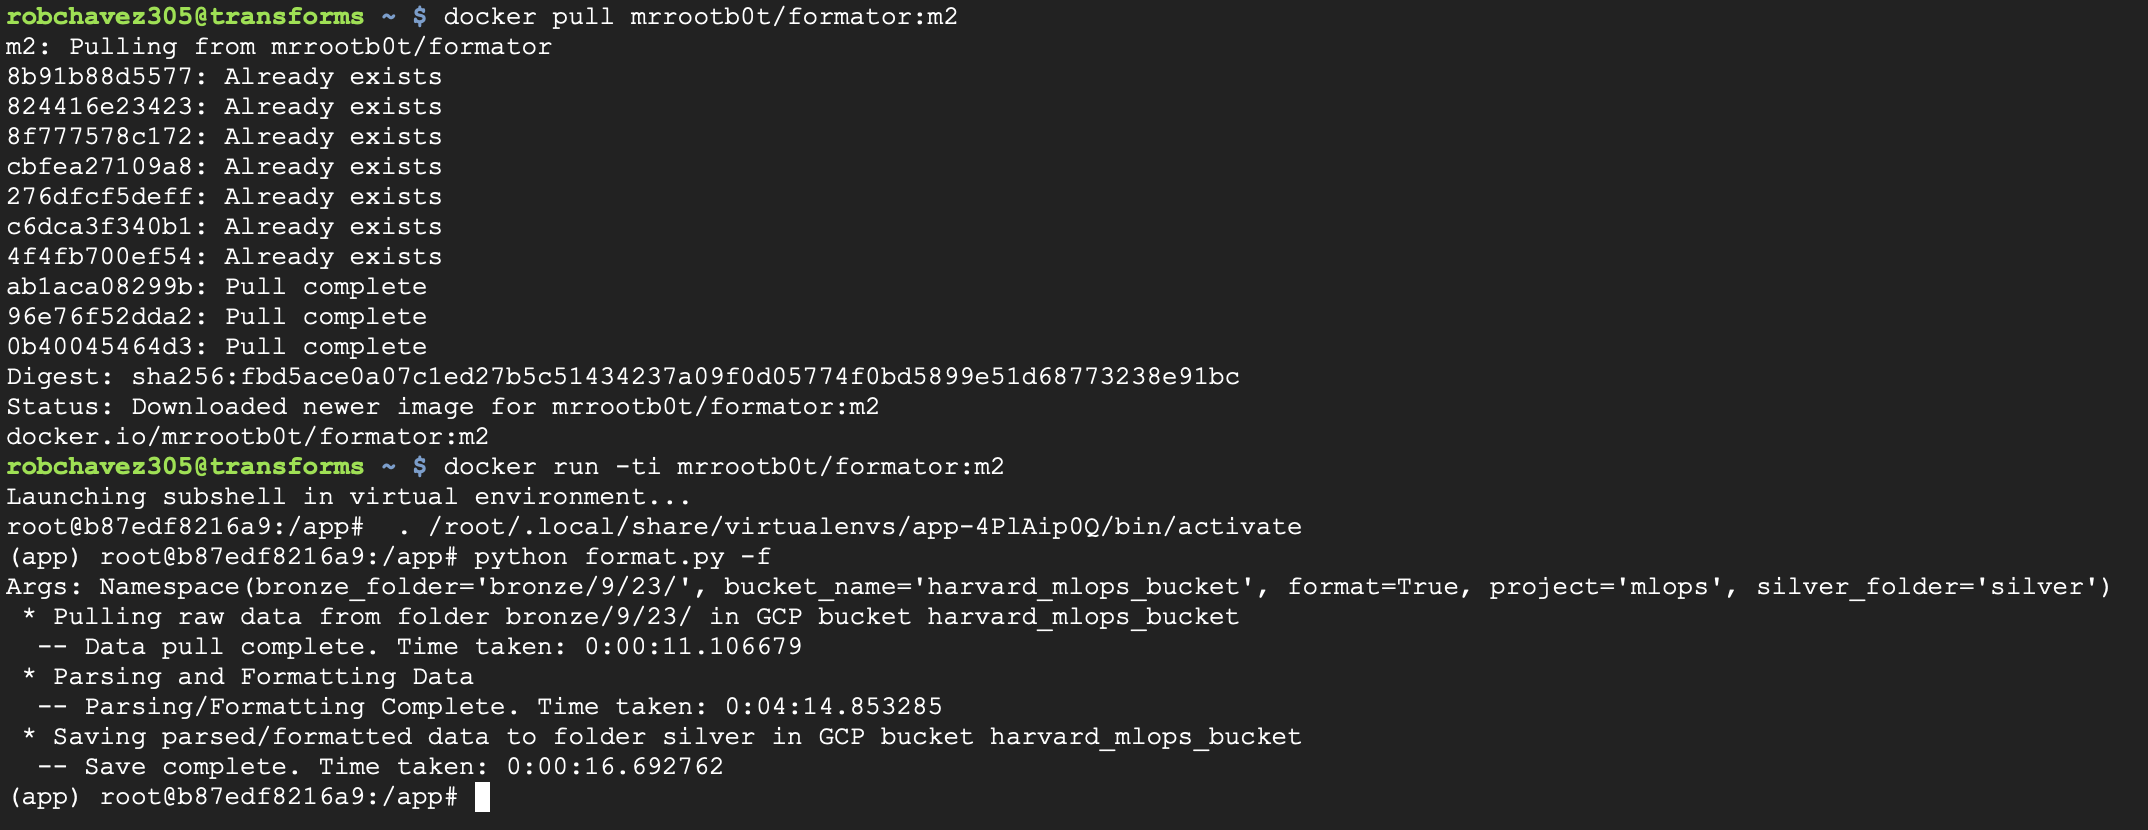 robchavez305@transforms ~ $ docker pull mrrootb0t/formator:m2
m2: Pulling from mrrootb0t/formator
8b91b88d5577: Already exists
824416e23423: Already exists
8f777578c172: Already exists
cbfea27109a8: Already exists
276dfcf5deff: Already exists
c6dca3f340b1: Already exists
4f4fb700ef54: Already exists
ab1aca08299b: Pull complete
96e76f52dda2: Pull complete
0b40045464d3: Pull complete
Digest: sha256:fbd5ace0a07c1ed27b5c51434237a09f0d05774f0bd5899e51d68773238e91bc
Status: Downloaded newer image for mrrootb0t/formator:m2
docker.io/mrrootb0t/formator:m2
robchavez305@transforms ~ $ docker run -ti mrrootb0t/formator:m2
Launching subshell in virtual environment...
root@b87edf8216a9:/app#  . /root/.local/share/virtualenvs/app-4PlAip0Q/bin/activate
(app) root@b87edf8216a9:/app# python format.py -f
Args: Namespace(bronze_folder='bronze/9/23/', bucket_name='harvard_mlops_bucket', format=True, project='mlops', silver_folder='silver')
 * Pulling raw data from folder bronze/9/23/ in GCP bucket harvard_mlops_bucket
  -- Data pull complete. Time taken: 0:00:11.106679
 * Parsing and Formatting Data
  -- Parsing/Formatting Complete. Time taken: 0:04:14.853285
 * Saving parsed/formatted data to folder silver in GCP bucket harvard_mlops_bucket
  -- Save complete. Time taken: 0:00:16.692762
(app) root@b87edf8216a9:/app#